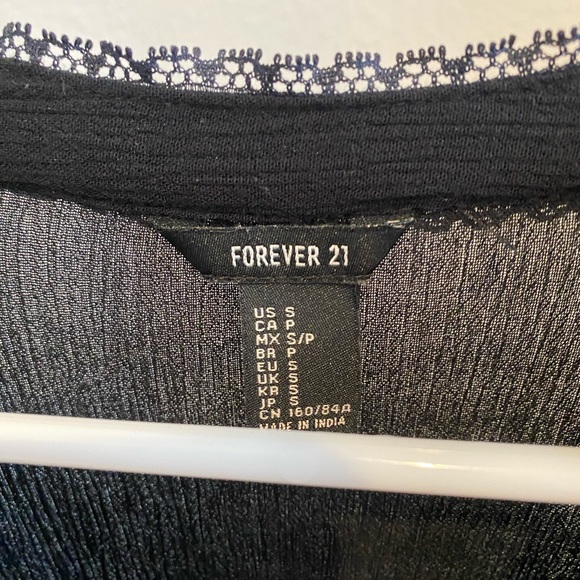 FOREVER 21
US S
CA P
MX S/P
BR P
EU S
UK S
KR S
JP S
CN 160/84A
MADE IN INDIA